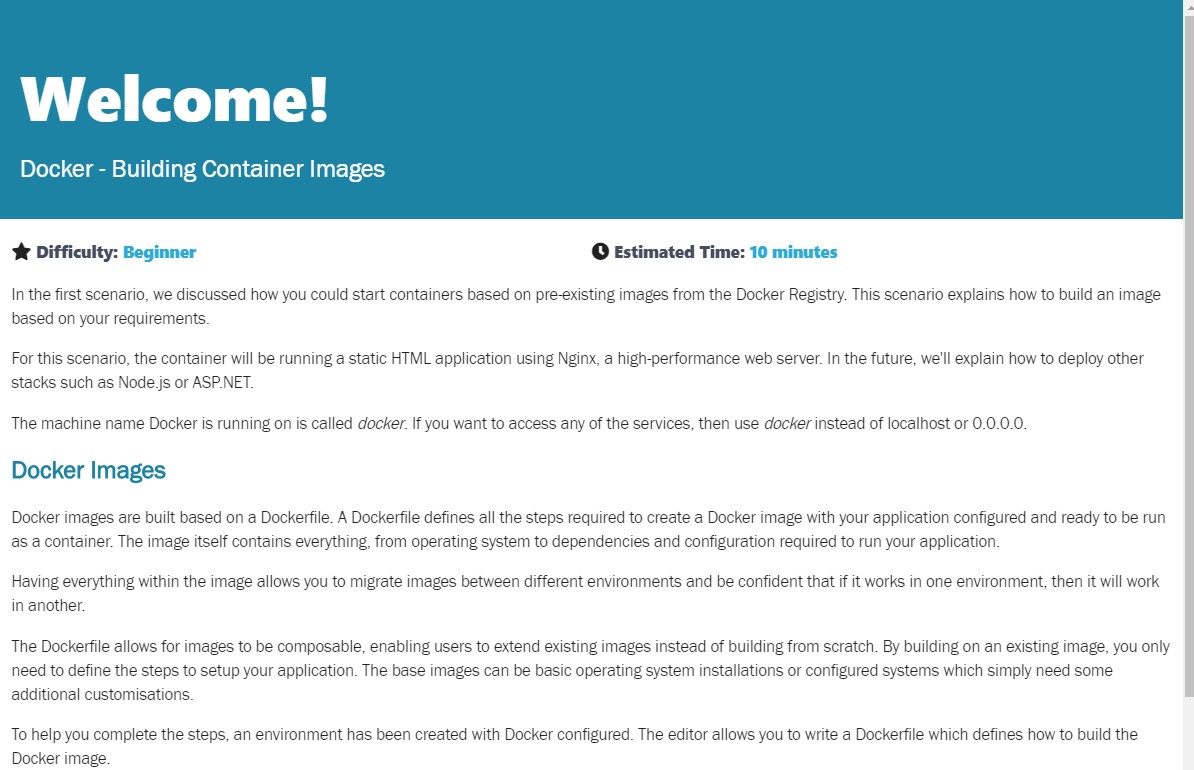 Welcome!
Docker - Building Container Images
Difficulty: Beginner
Estimated Time: 10 minutes
In the first scenario, we discussed how you could start containers based on pre-existing images from the Docker Registry. This scenario explains how to build an image
based on your requirements.
For this scenario, the container will be running a static HTML application using Nginx, a high-performance web server. In the future, we'll explain how to deploy other
stacks such as Node.js or ASP.NET.
The machine name Docker is running on is called docker. If you want to access any of the services, then use docker instead of localhost or 0.0.0.0.
Docker Images
Docker images are built based on a Dockerfile. A Dockerfile defines all the steps required to create a Docker image with your application configured and ready to be run
as a container. The image itself contains everything, from operating system to dependencies and configuration required to run your application.
Having everything within the image allows you to migrate images between different environments and be confident that if it works in one environment, then it will work
in another.
The Dockerfile allows for images to be composable, enabling users to extend existing images instead of building from scratch. By building on an existing image, you only
need to define the steps to setup your application. The base images can be basic operating system installations or configured systems which simply need some
additional customisations.
To help you complete the steps, an environment has been created with Docker configured. The editor allows you to write a Dockerfile which defines how to build the
Docker image.